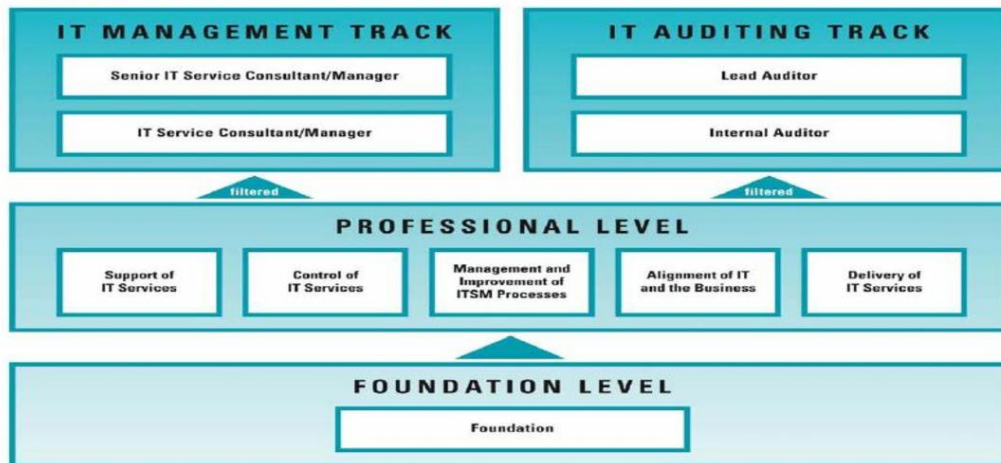 IT MANAGEMENT TRACK
Senior IT Service Consultant/Manager
IT Service Consultant/Manager
IT AUDITING TRACK
Lead Auditor
Internal Auditor
filtered
filtered
PROFESSIONAL LEVEL
Support of
IT Services
Control of
IT Services
Management and
Improvement of
ITSM Processes
Alignment of IT
and the Business
Delivery of
IT Services
FOUNDATION LEVEL
Foundation